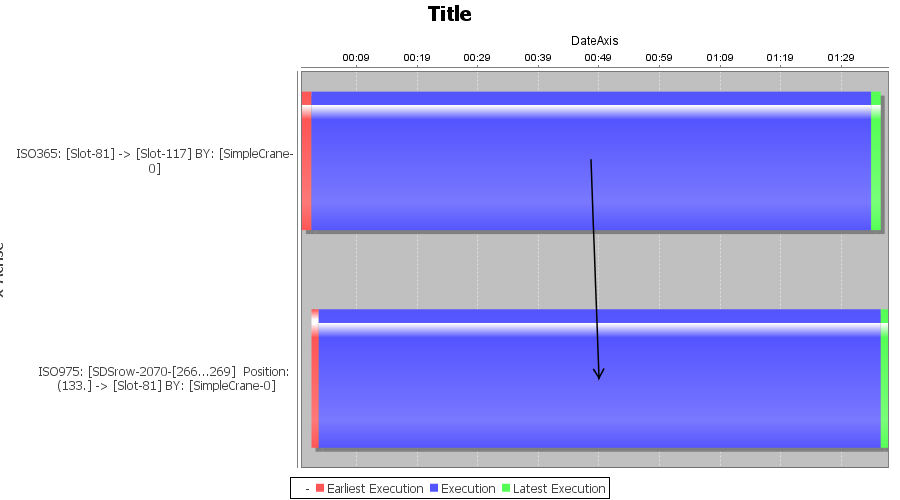 Title
DateAxis
00:09 00:19 00:29 00:39 00:49 00:59 01:09 01:19 01:29
ISO365: [Slot-81] -> [Slot-117] BY: [SimpleCrane-
0]
ISO975: [SDSrow-2070-[266...269] Position:
(133.] -> [Slot-81] BY: [SimpleCrane-0]
- Earliest Execution Execution Latest Execution